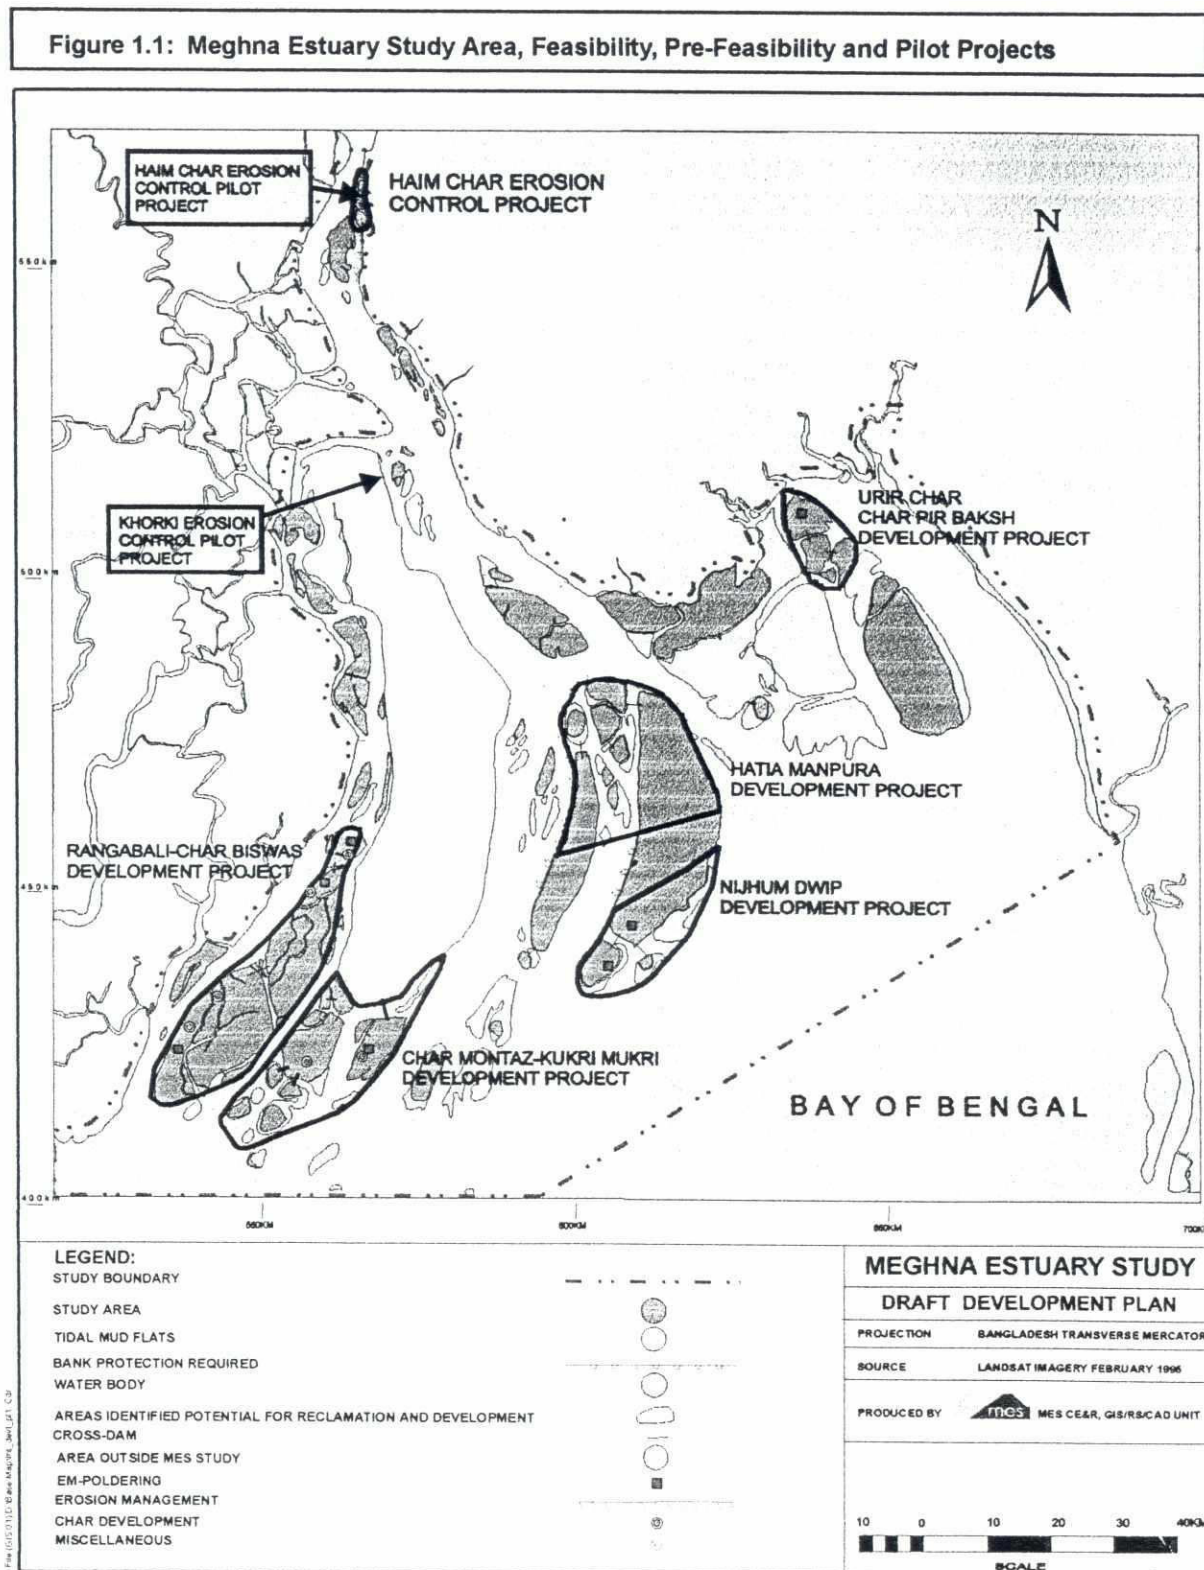 Figure 1.1: Meghna Estuary Study Area, Feasibility, Pre-Feasibility and Pilot Projects
HAIM CHAR EROSION
CONTROL PILOT
PROJECT
HAIM CHAR EROSION
CONTROL PROJECT
N
550km
KHORKI EROSION
CONTROL PILOT
PROJECT
URIR CHAR
CHAR PIR BAKSH
DEVELOPMENT PROJECT
500km
HATIA MANPURA
DEVELOPMENT PROJECT
RANGABALI-CHAR BISWAS
DEVELOPMENT PROJECT
450km
NIJHUM DWIP
DEVELOPMENT PROJECT
CHAR MONTAZ-KUKRI MUKRI
DEVELOPMENT PROJECT
BAY OF BENGAL
400km
600KM
LEGEND:
STUDY BOUNDARY
STUDY AREA
TIDAL MUD FLATS
BANK PROTECTION REQUIRED
WATER BODY
AREAS IDENTIFIED POTENTIAL FOR RECLAMATION AND DEVELOPMENT
CROSS-DAM
AREA OUTSIDE MES STUDY
EM-POLDERING
EROSION MANAGEMENT
CHAR DEVELOPMENT
MISCELLANEOUS
MEGHNA ESTUARY STUDY
DRAFT DEVELOPMENT PLAN
PROJECTION BANGLADESH TRANSVERSE MERCATOR
SOURCE LANDSAT IMAGERY FEBRUARY 1996
PRODUCED BY mes MES CE&R, GIS/RS/CAD UNIT
10 0 10 20 30 40KM
SCALE